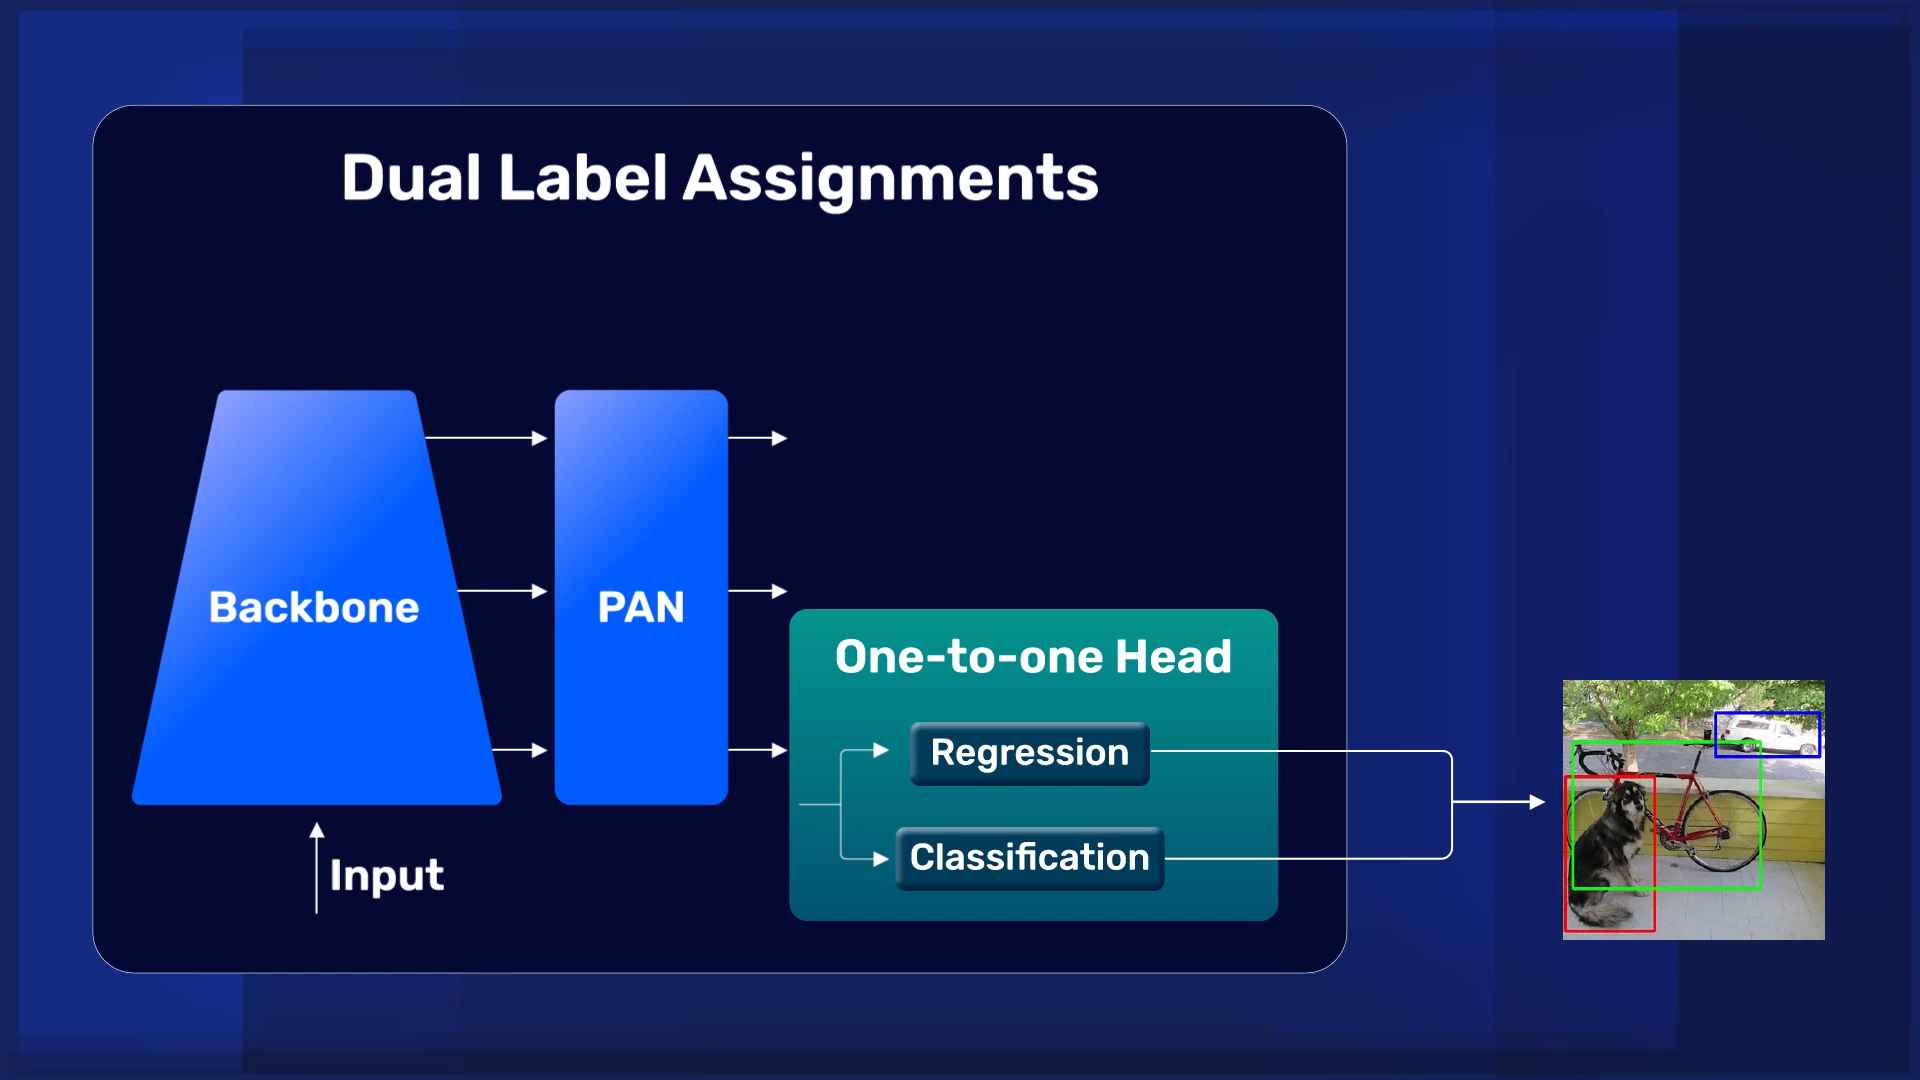 Dual Label Assignments
Backbone
PAN
One-to-one Head
Regression
Classification
Input